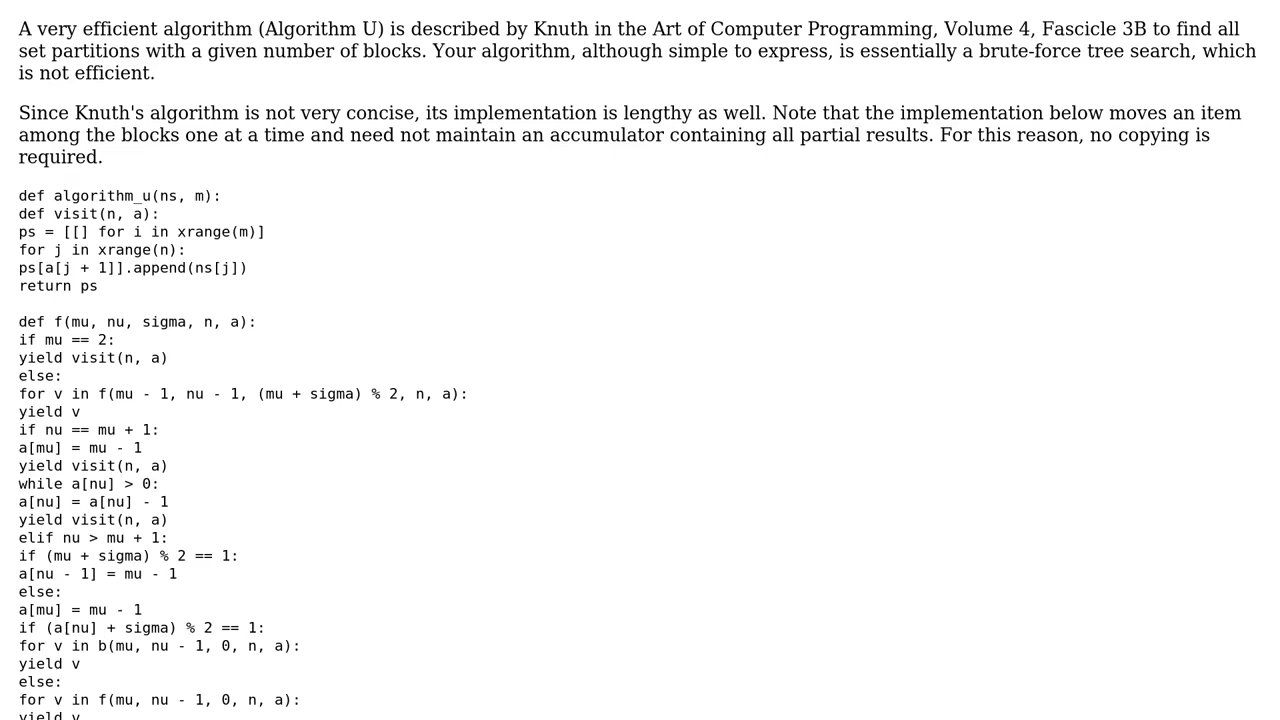 A very efficient algorithm (Algorithm U) is described by Knuth in the Art of Computer Programming, Volume 4, Fascicle 3B to find all
set partitions with a given number of blocks. Your algorithm, although simple to express, is essentially a brute-force tree search, which
is not efficient.
Since Knuth's algorithm is not very concise, its implementation is lengthy as well. Note that the implementation below moves an item
among the blocks one at a time and need not maintain an accumulator containing all partial results. For this reason, no copying is
required.
def algorithm_u(ns, m):
def visit(n, a):
ps = [[] for i in xrange(m)]
for j in xrange(n):
ps[a[j + 1]].append(ns[j])
return ps
def f(mu, nu, sigma, n, a):
if mu == 2:
yield visit(n, a)
else:
for v in f(mu - 1, nu - 1, (mu + sigma) % 2, n, a):
yield v
if nu == mu + 1:
a[mu] = mu - 1
yield visit(n, a)
while a[nu] > 0:
a[nu] = a[nu] - 1
yield visit(n, a)
elif nu > mu + 1:
if (mu + sigma) % 2 == 1:
a[nu - 1] = mu - 1
else:
a[mu] = mu - 1
if (a[nu] + sigma) % 2 == 1:
for v in b(mu, nu - 1, 0, n, a):
yield v
else:
for v in f(mu, nu - 1, 0, n, a):
yield v